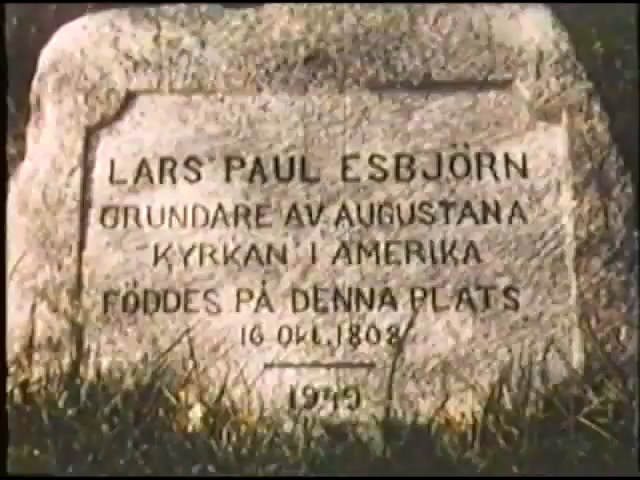 LARS PAUL ESBJÖRN
GRUNDARE AV AUGUSTANA
KYRKAN I AMERIKA
FÖDDES PÅ DENNA PLATS
16 Okt. 1808